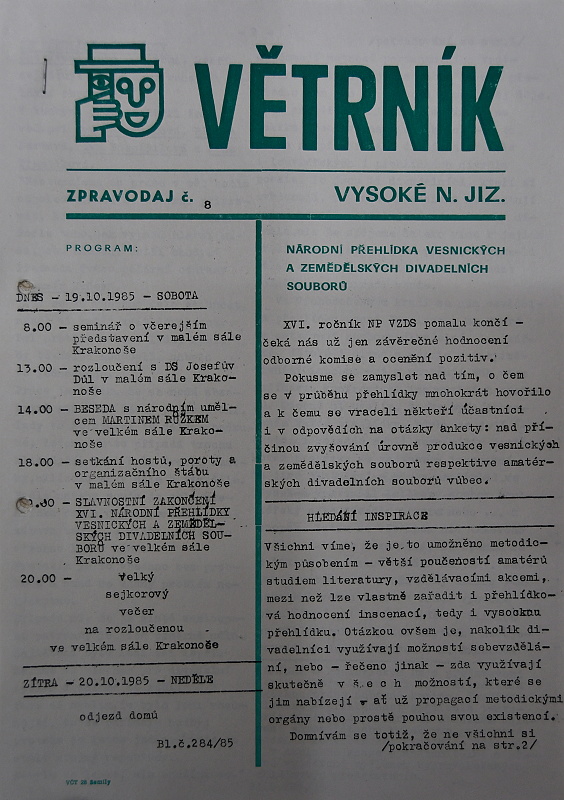 VĚTRNÍK
ZPRAVODAJ č. 8
VYSOKÉ N. JIZ.
PROGRAM:
DNES - 19.10.1985 - SOBOTA
8.00 - seminář o včerejším
představení v malém sále
Krakonoše
13.00 - rozloučení s DS Josefův
Důl v malém sále Krako-
noše
14.00 - BESEDA s národním uměl-
cem MARTINEM RŮŽKEM
ve velkém sále Krako-
noše
18.00 - setkání hostů, poroty a
organizačního štábu
v malém sále Krakonoše
.00 - SLAVNOSTNÍ ZAKONČENÍ
XVI. NÁRODNÍ PŘEHLÍDKY
VESNICKÝCH A ZEMĚDĚL-
SKÝCH DIVADELNÍCH SOU-
BORŮ ve velkém sále
Krakonoše
20.00 - Velký
sejkorový
večer
na rozloučenou
ve velkém sále Krakonoše
ZÍTRA - 20.10.1985 - NEDĚLE
odjezd domů
Bl.č.284/85
VČT 28 Semily
NÁRODNÍ PŘEHLÍDKA VESNICKÝCH
A ZEMĚDĚLSKÝCH DIVADELNÍCH
SOUBORŮ
XVI. ročník NP VZDS pomalu končí -
čeká nás už jen závěrečné hodnocení
odborné komise a ocenění pozitiv.
Pokusme se zamyslet nad tím, o čem
se v průběhu přehlídky mnohokrát hovořilo
a k čemu se vraceli někteří účastníci
i v odpovědích na otázky ankety: nad pří-
činou zvyšování úrovně produkce vesnických
a zemědělských souborů respektive amatér-
ských divadelních souborů vůbec.
HLEDÁNÍ INSPIRACE
Všichni víme, že je to umožněno metodic-
kým působením - větší poučeností amatérů
studiem literatury, vzdělávacími akcemi,
mezi než lze vlastně zařadit i přehlídko-
vá hodnocení inscenací, tedy i vysockou
přehlídku. Otázkou ovšem je, nakolik di-
vadelníci využívají možností sebevzdělá-
ní, nebo - řečeno jinak - zda využívají
skutečně v š e c h možností, které se
jim nabízejí - ať už propagací metodickými
orgány nebo prostě pouhou svou existencí.
Domnívám se totiž, že ne všichni si
/pokračování na str.2/